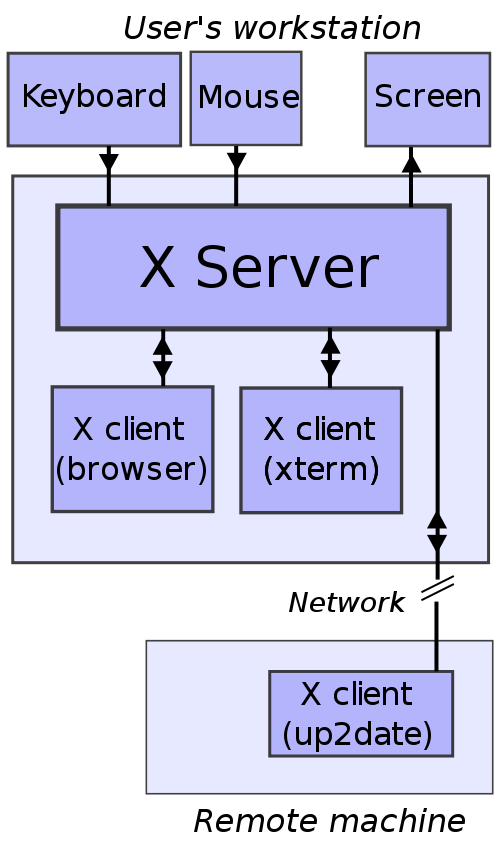 User's workstation
Keyboard
Mouse
Screen
X Server
X client
(browser)
X client
(xterm)
Network
X client
(up2date)
Remote machine